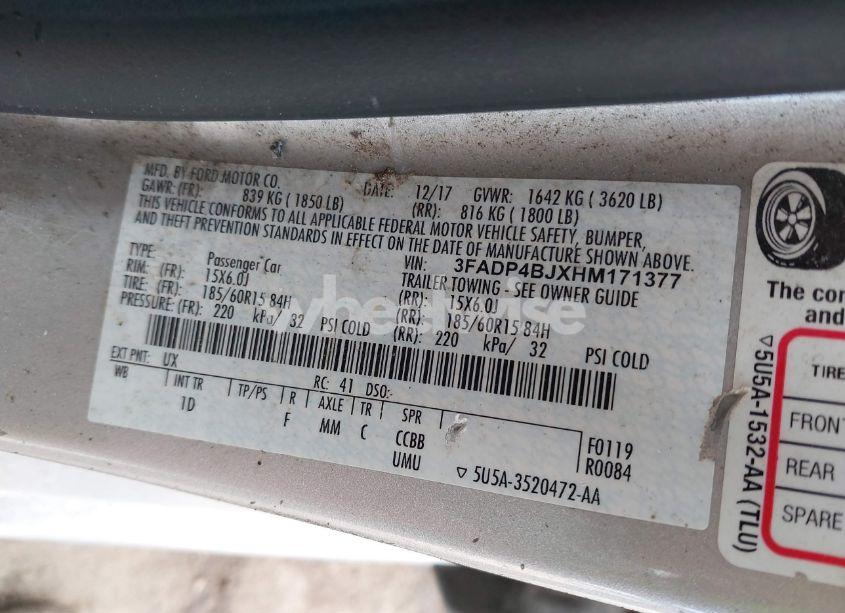 MFD. BY FORD MOTOR CO.
DATE: 12/17 GVWR: 1642 KG ( 3620 LB)
GAWR: (FR): 839 KG ( 1850 LB) (RR): 816 KG ( 1800 LB)
THIS VEHICLE CONFORMS TO ALL APPLICABLE FEDERAL MOTOR VEHICLE SAFETY, BUMPER,
AND THEFT PREVENTION STANDARDS IN EFFECT ON THE DATE OF MANUFACTURE SHOWN ABOVE.
VIN: 3FADP4BJXHM171377
TYPE: Passenger Car TRAILER TOWING - SEE OWNER GUIDE
RIM: (FR): 15X6.0J (RR): 15X6.0J
TIRE: (FR): 185/60R15 84H (RR): 185/60R15 84H
PRESSURE: (FR): 220 kPa/ 32 PSI COLD (RR): 220 kPa/ 32 PSI COLD
EXT PNT: UX RC: 41 DSO:
WB INT TR TP/PS R AXLE TR SPR
1D F MM C CCBB F0119
UMU R0084
▽ 5U5A-3520472-AA
The com
and
TIRE
FRONT
REAR
SPARE
▽5U5A-1532-AA (TLU)